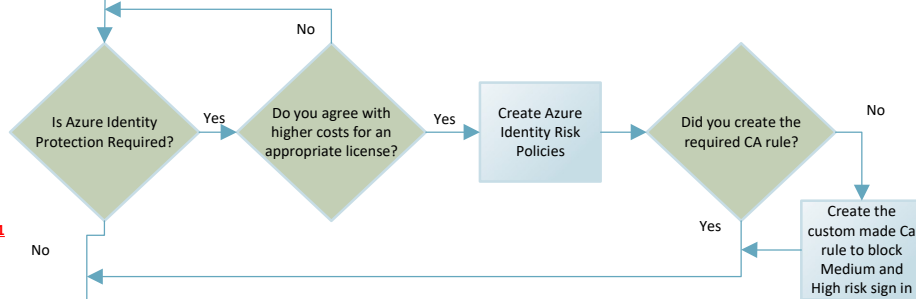 No
Is Azure Identity
Protection Required?
Yes
Do you agree with
higher costs for an
appropriate license?
Yes
Create Azure
Identity Risk
Policies
Did you create the
required CA rule?
No
Yes
Create the
custom made Ca
rule to block
Medium and
High risk sign in
1
No